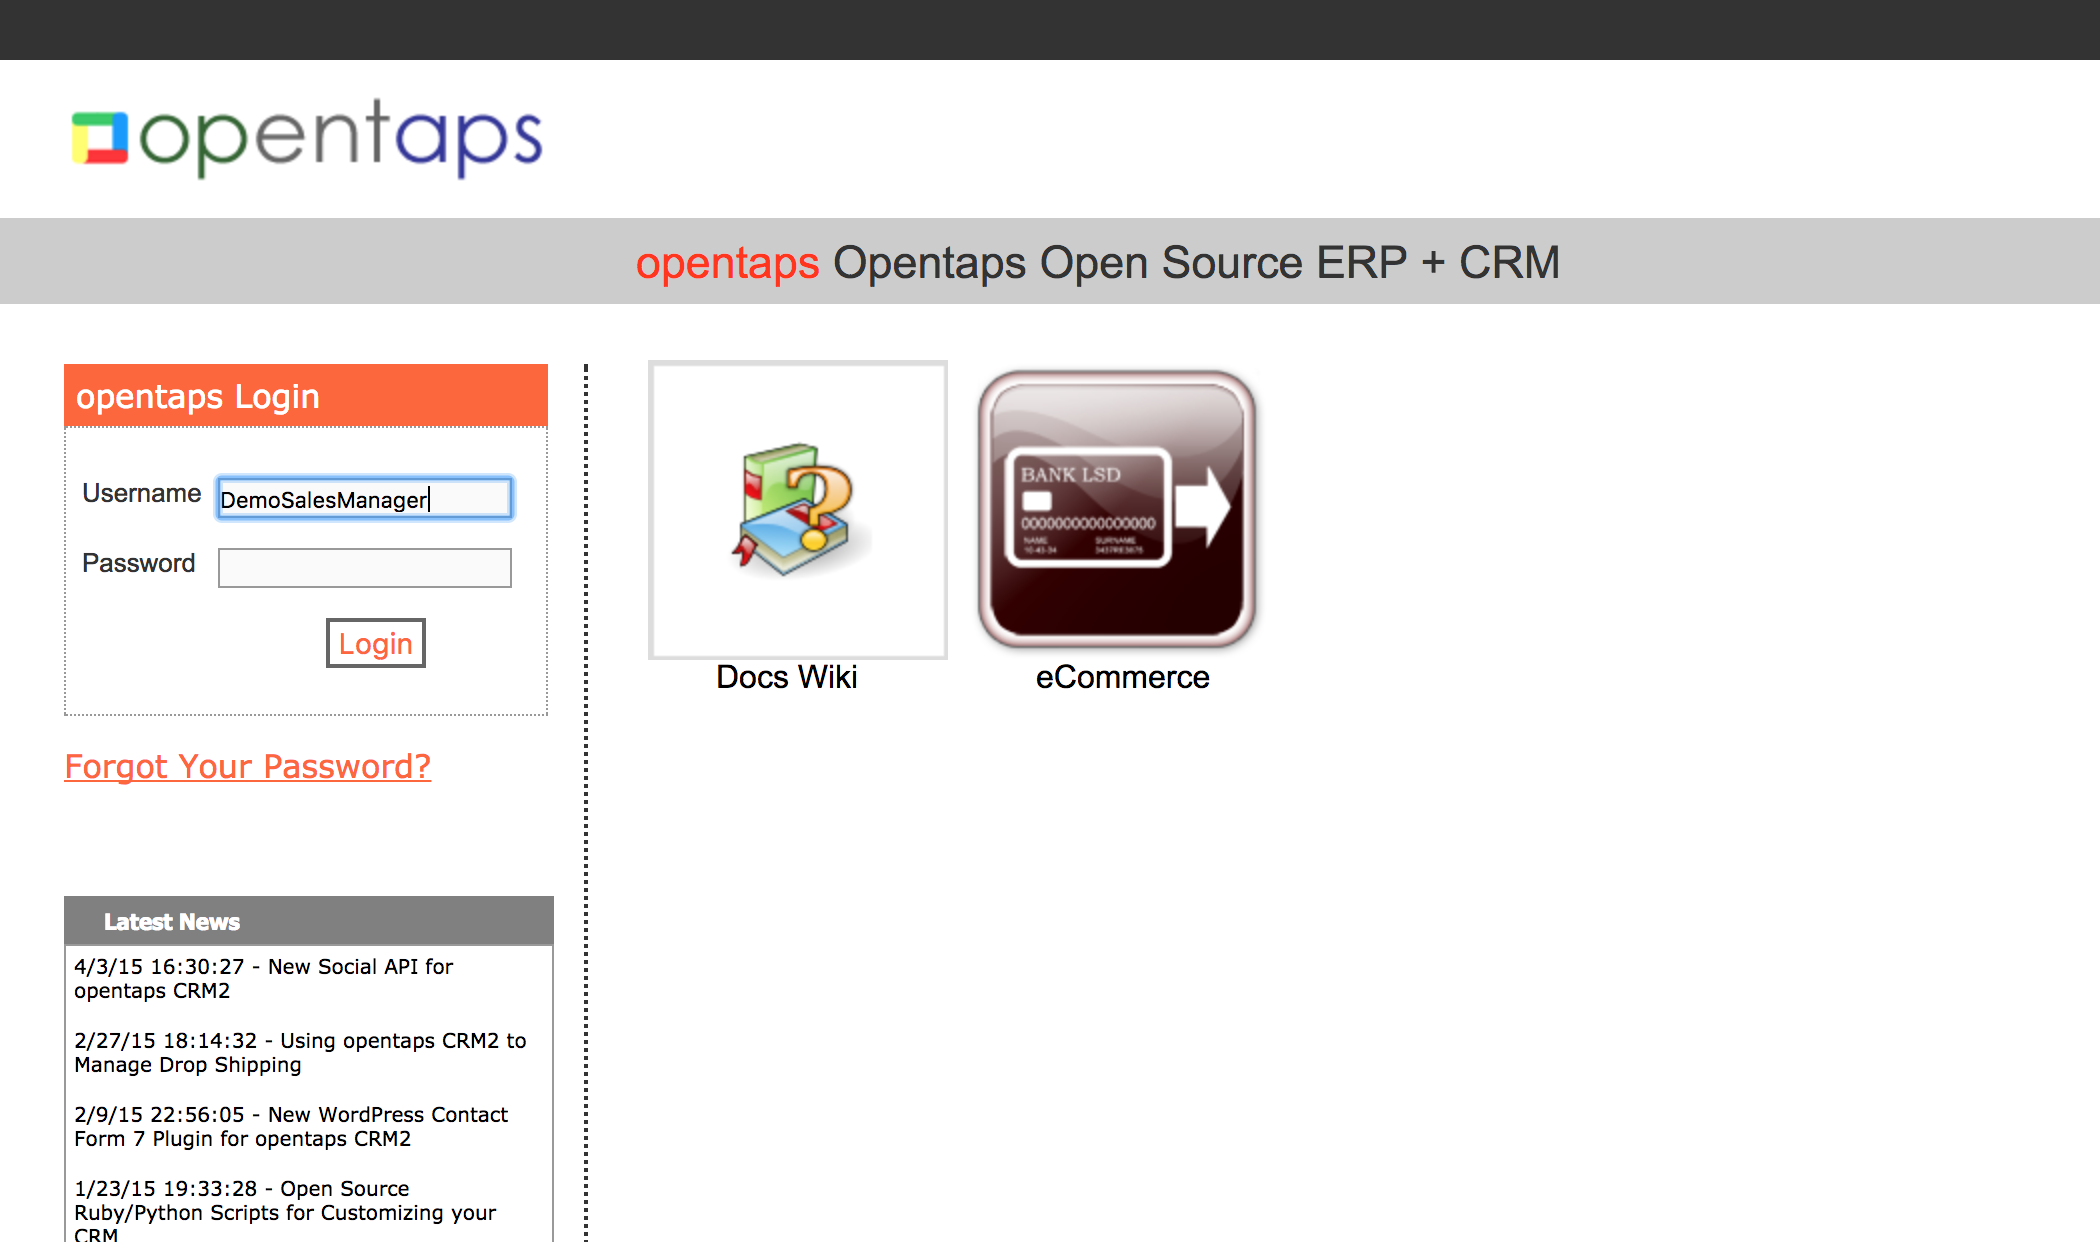 opentaps
opentaps Opentaps Open Source ERP + CRM
opentaps Login
Username
DemoSalesManager
Password
Login
Forgot Your Password?
BANK LSD
0000000000000000
NAME
SURNAME
10-43-34
Docs Wiki
eCommerce
Latest News
4/3/15 16:30:27 - New Social API for
opentaps CRM2
2/27/15 18:14:32 - Using opentaps CRM2 to
Manage Drop Shipping
2/9/15 22:56:05 - New WordPress Contact
Form 7 Plugin for opentaps CRM2
1/23/15 19:33:28 - Open Source
Ruby/Python Scripts for Customizing your
CRM